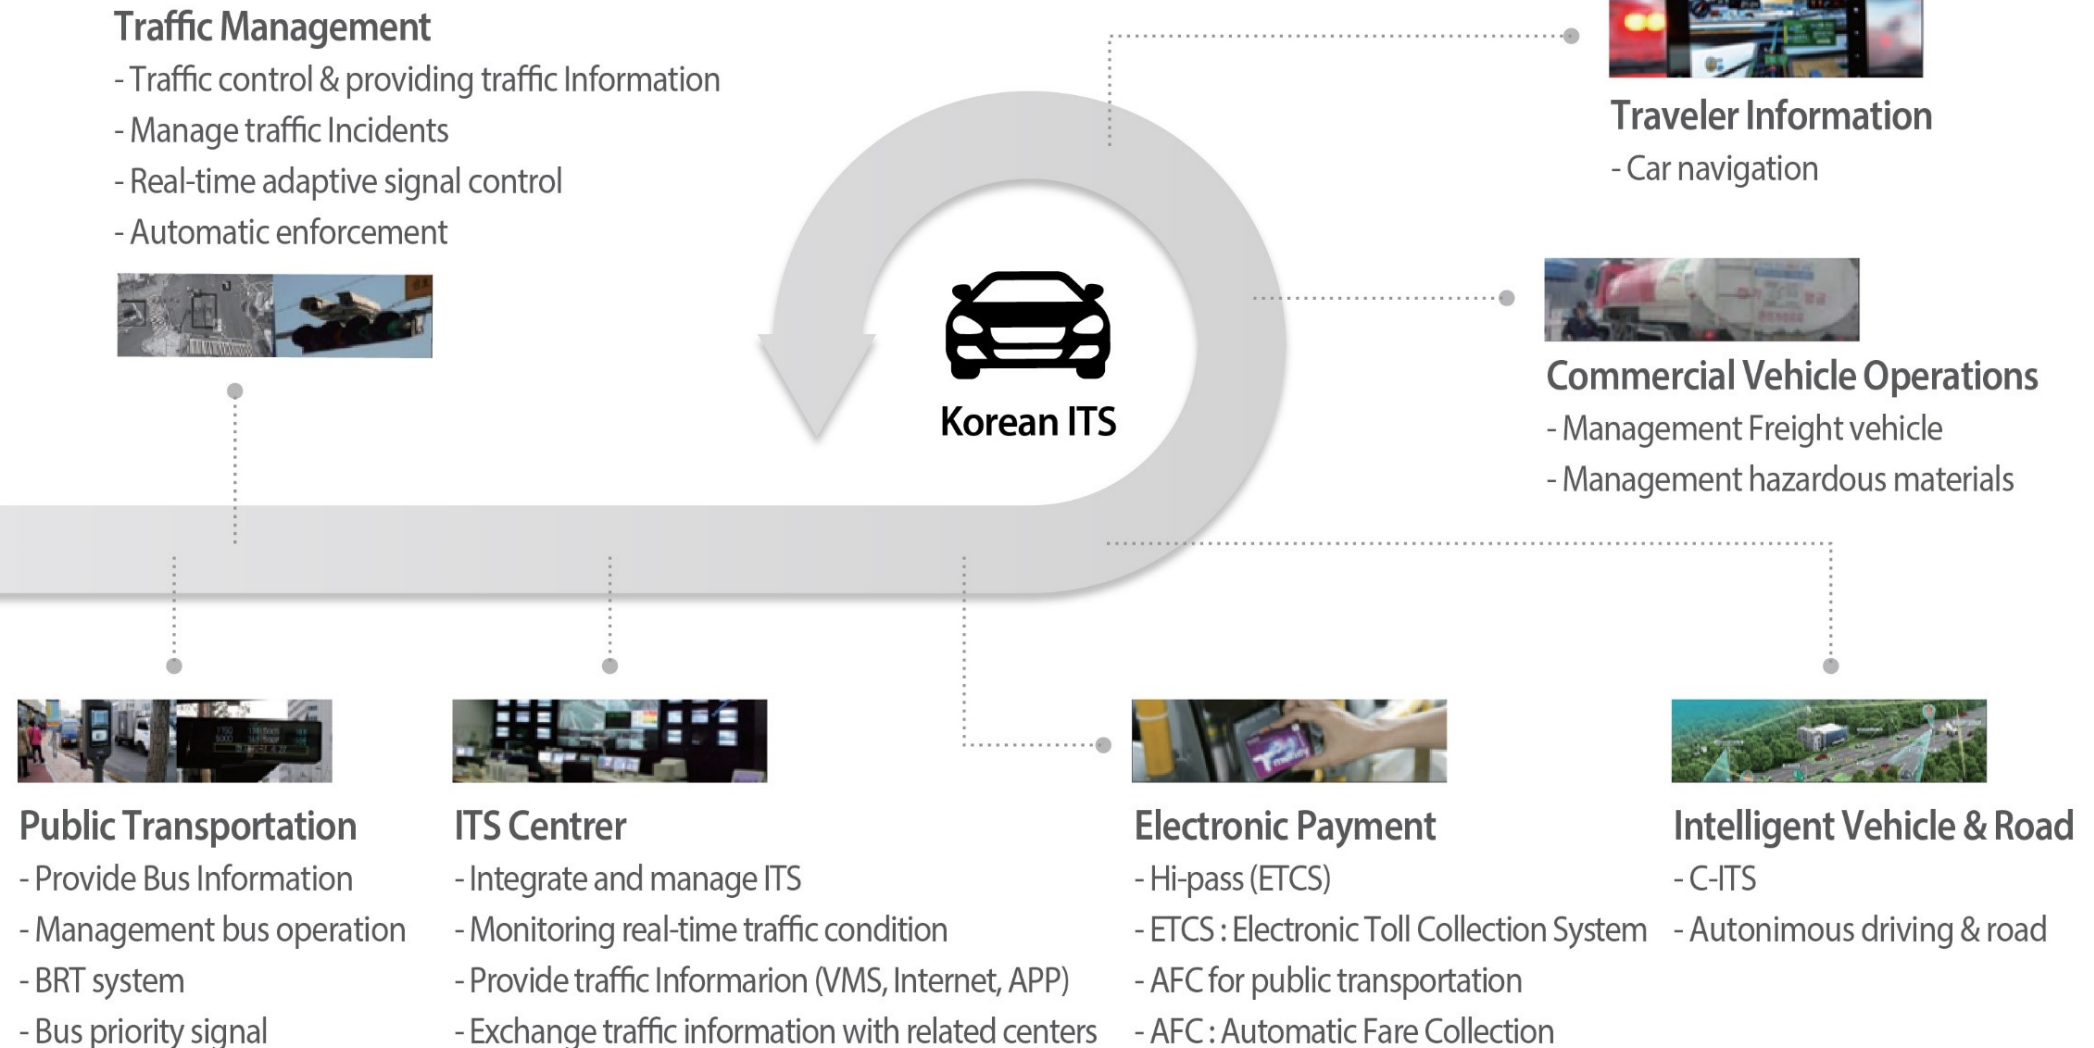 Traffic Management
- Traffic control & providing traffic Information
- Manage traffic Incidents
- Real-time adaptive signal control
- Automatic enforcement
Traveler Information
- Car navigation
Korean ITS
Commercial Vehicle Operations
- Management Freight vehicle
- Management hazardous materials
Public Transportation
- Provide Bus Information
- Management bus operation
- BRT system
- Bus priority signal
ITS Centrer
- Integrate and manage ITS
- Monitoring real-time traffic condition
- Provide traffic Informarion (VMS, Internet, APP)
- Exchange traffic information with related centers
Electronic Payment
- Hi-pass (ETCS)
- ETCS : Electronic Toll Collection System
- AFC for public transportation
- AFC : Automatic Fare Collection
Intelligent Vehicle & Road
- C-ITS
- Autonimous driving & road